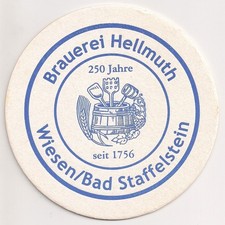 Brauerei Hellmuth
250 Jahre
seit 1756
Wiesen/Bad Staffelstein